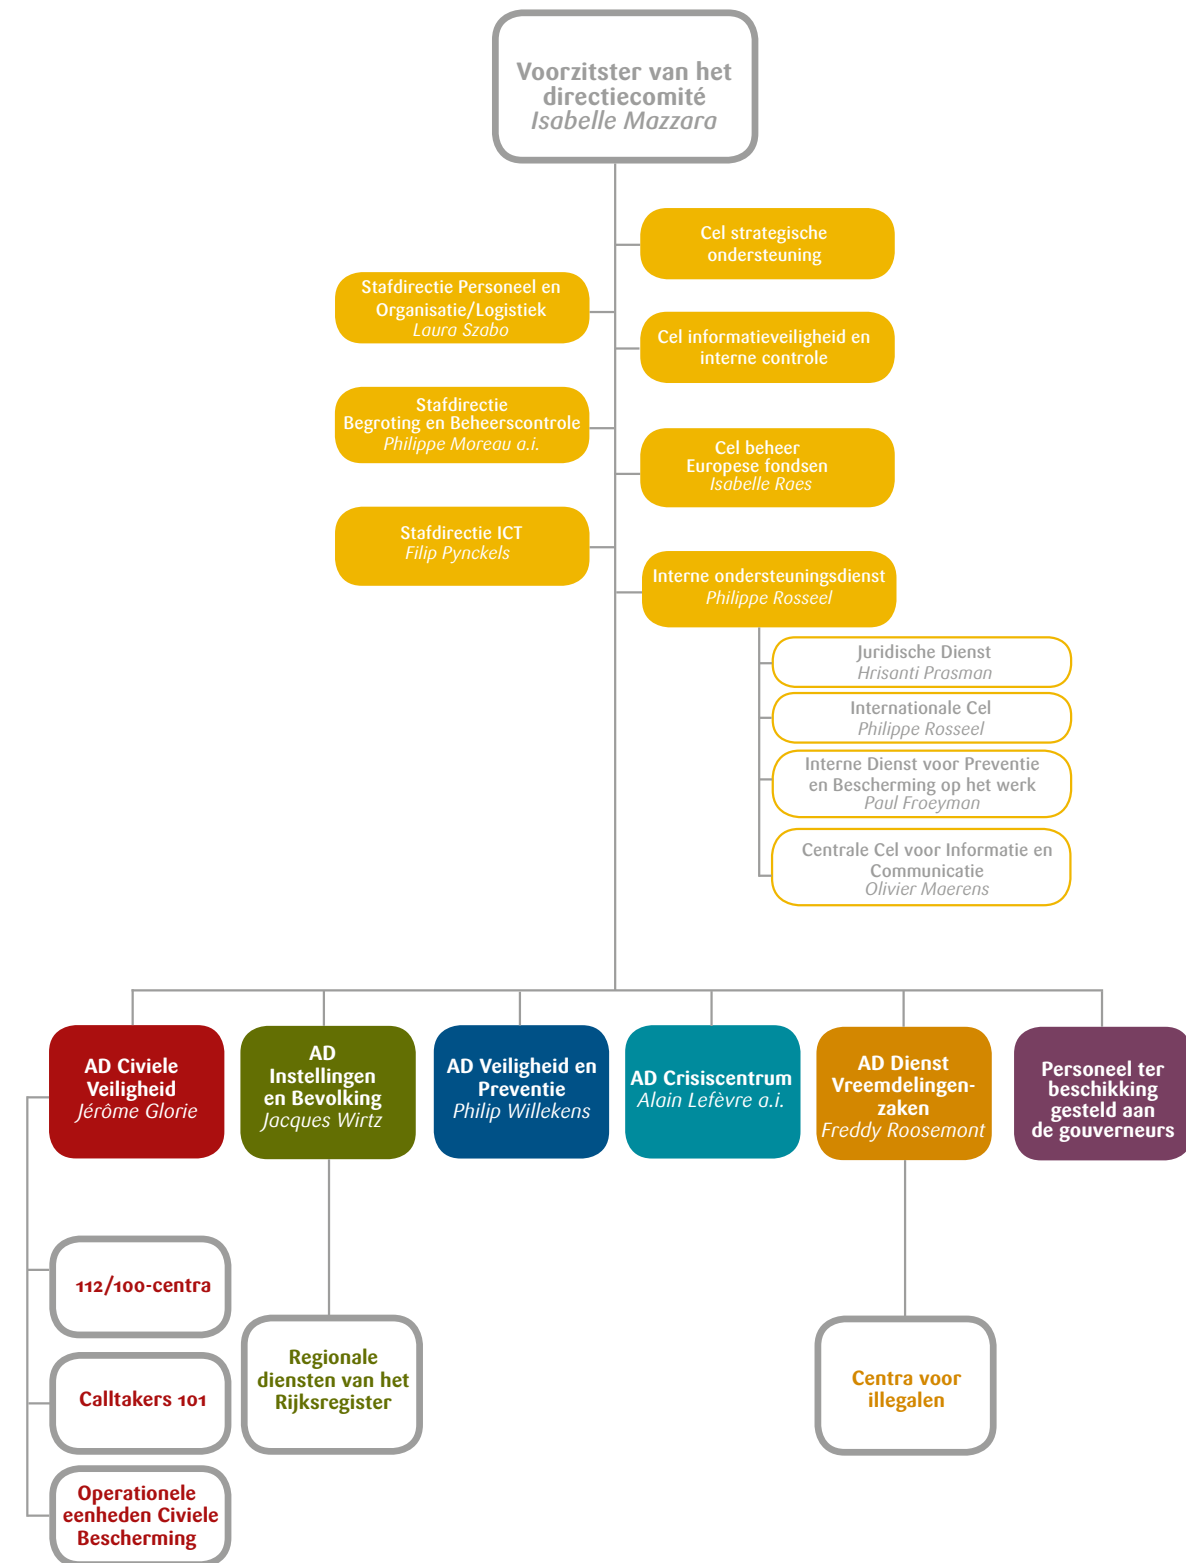 Voorzitster van het
directiecomité
Isabelle Mazzara
Cel strategische
ondersteuning
Stafdirectie Personeel en
Organisatie/Logistiek
Laura Szabo
Cel informatieveiligheid en
interne controle
Stafdirectie
Begroting en Beheerscontrole
Philippe Moreau a.i.
Cel beheer
Europese fondsen
Isabelle Raes
Stafdirectie ICT
Filip Pynckels
Interne ondersteuningsdienst
Philippe Rosseel
Juridische Dienst
Hrisanti Prasman
Internationale Cel
Philippe Rosseel
Interne Dienst voor Preventie
en Bescherming op het werk
Paul Froeyman
Centrale Cel voor Informatie en
Communicatie
Olivier Maerens
AD Civiele
Veiligheid
Jérôme Glorie
AD
Instellingen
en Bevolking
Jacques Wirtz
AD Veiligheid en
Preventie
Philip Willekens
AD Crisiscentrum
Alain Lefèvre a.i.
AD Dienst
Vreemdelingen-
zaken
Freddy Roosemont
Personeel ter
beschikking
gesteld aan
de gouverneurs
112/100-centra
Calltakers 101
Operationele
eenheden Civiele
Bescherming
Regionale
diensten van het
Rijksregister
Centra voor
illegalen